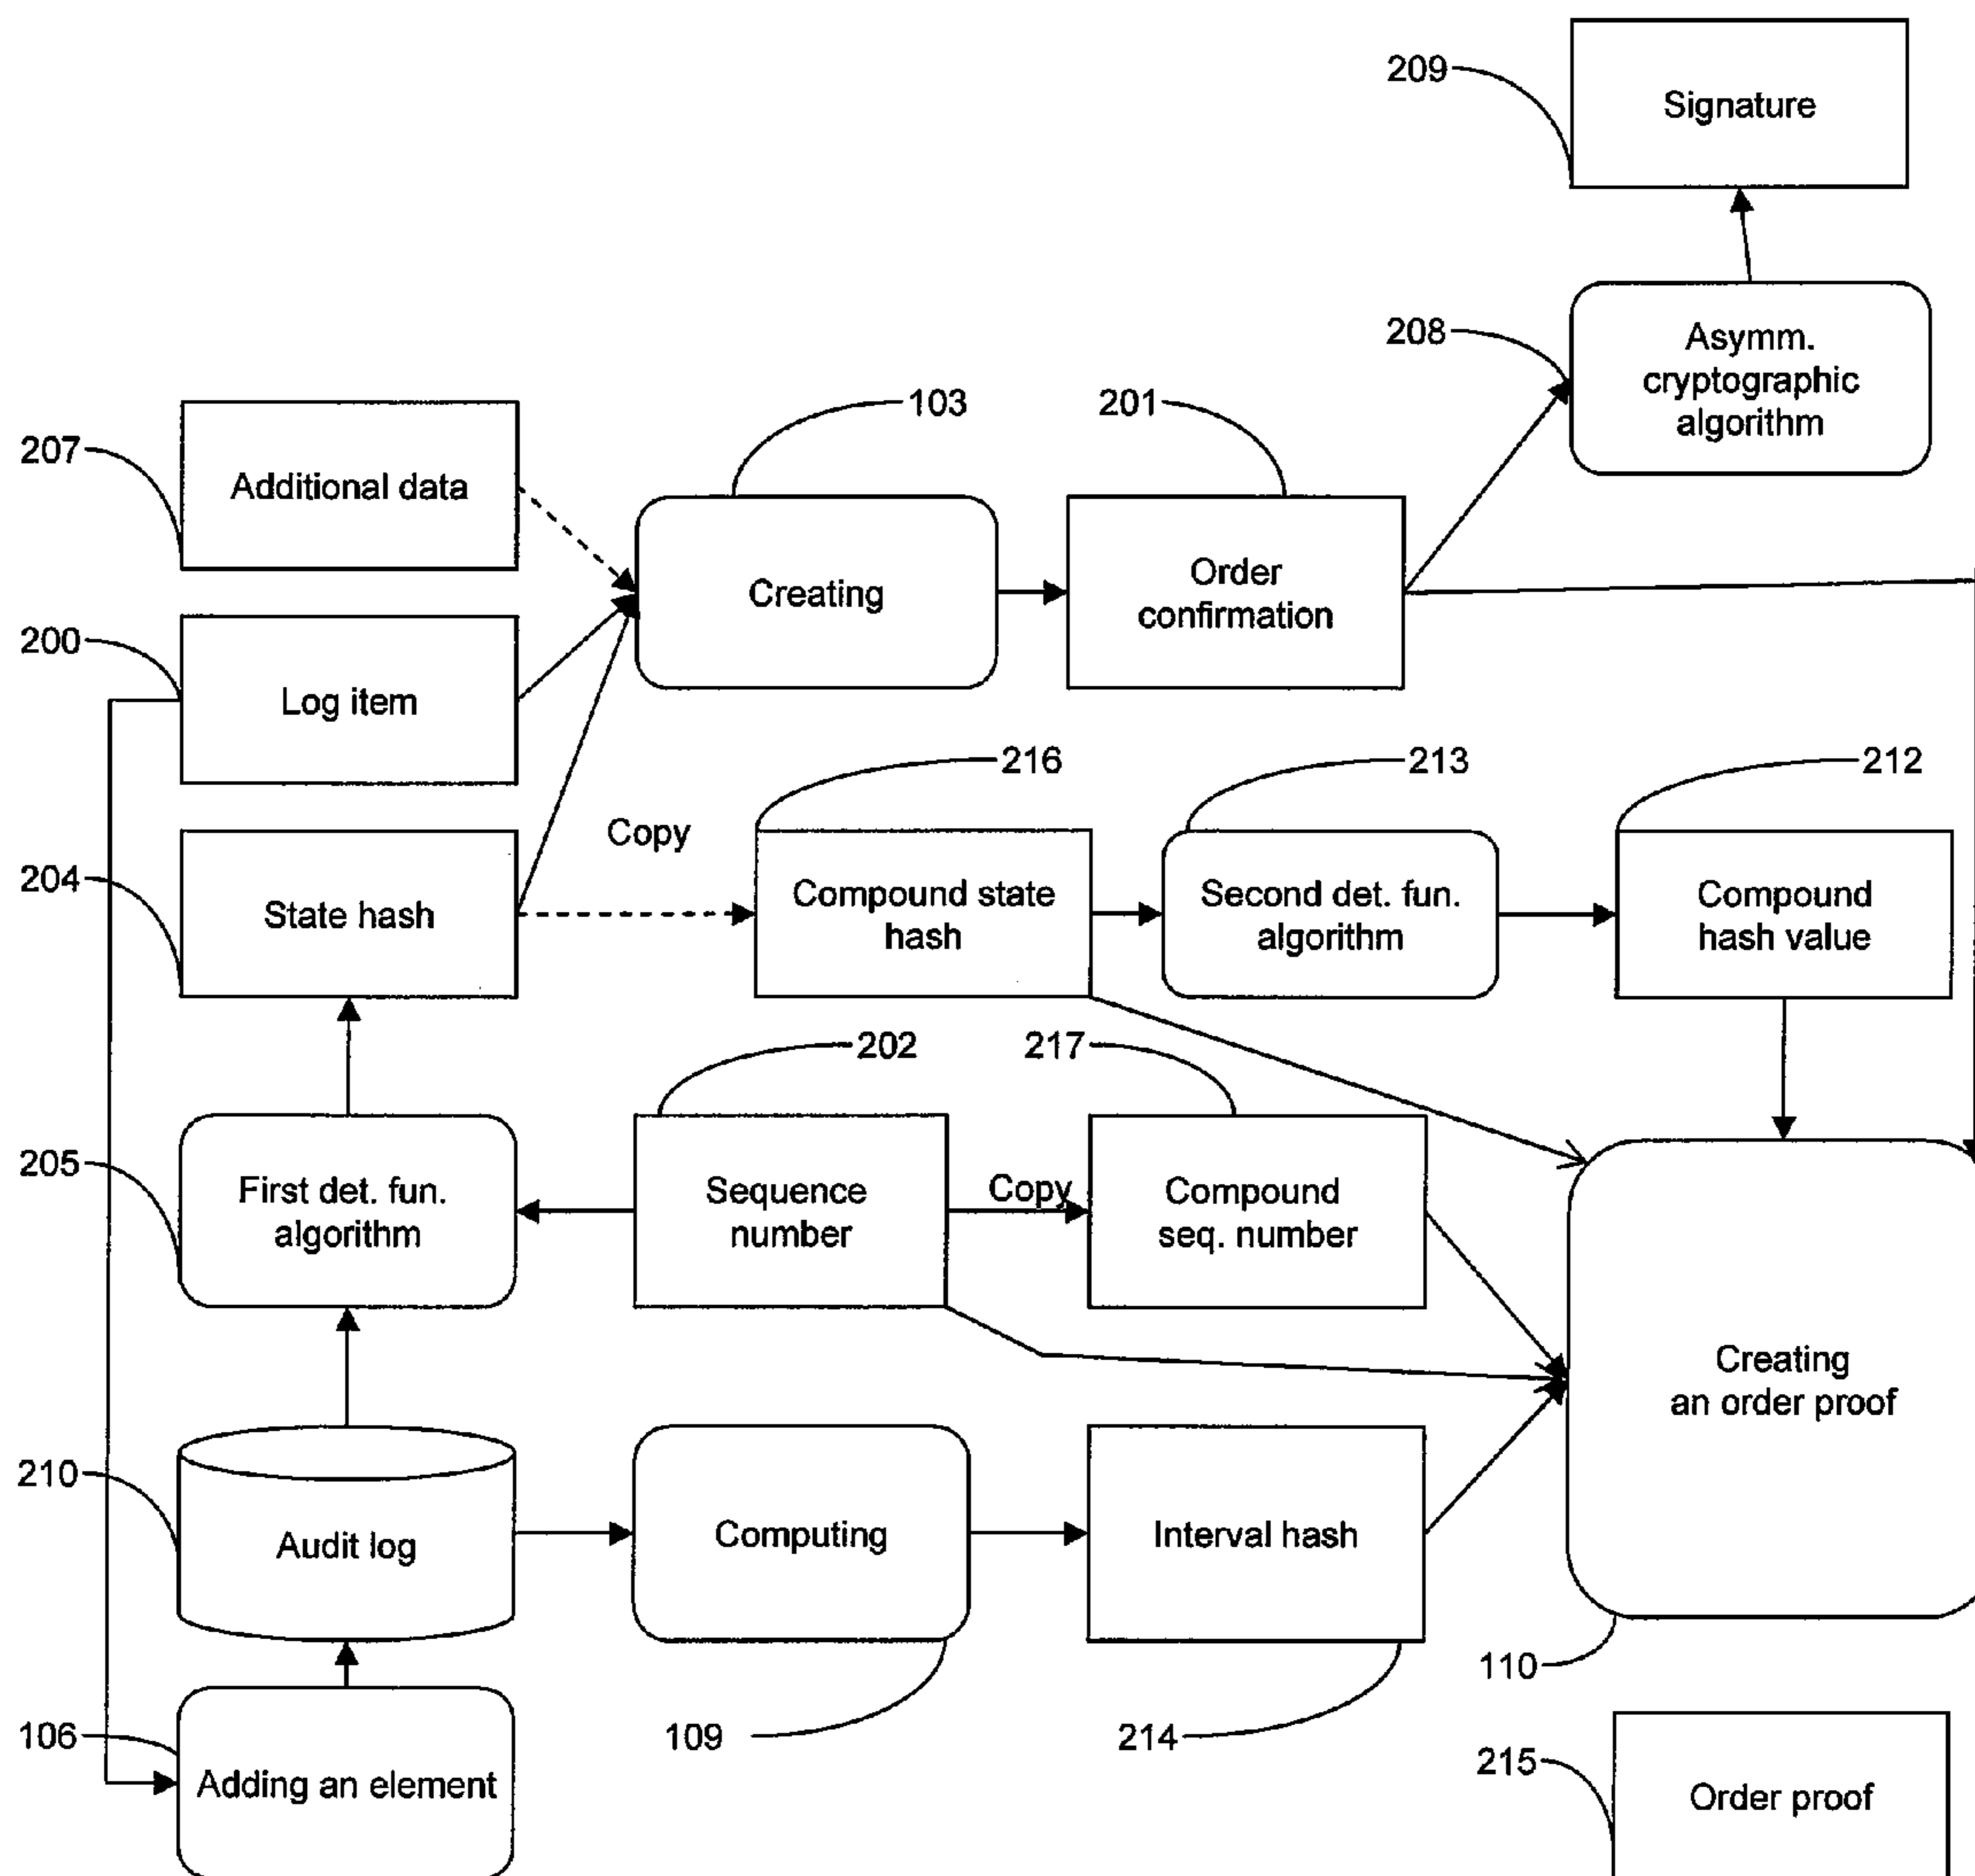 209
Signature
208
Asymm.
cryptographic
algorithm
103
201
207
Additional data
Creating
Order
confirmation
200
Log item
216
213
212
Copy
204
State hash
Compound state
hash
Second det. fun.
algorithm
Compound
hash value
202
217
205
First det. fun.
algorithm
Sequence
number
Copy
Compound
seq. number
Creating
an order proof
210
Audit log
Computing
Interval hash
110
106
Adding an element
109
214
215
Order proof